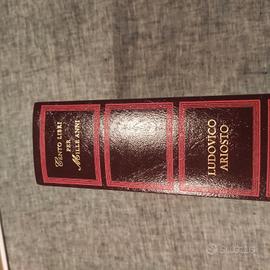 CENTO LIBRI
PER
MILLE ANNI
LUDOVICO
ARIOSTO